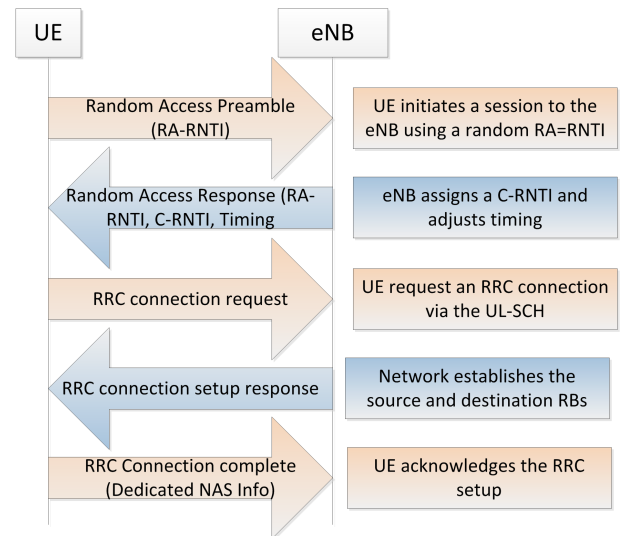 UE
eNB
Random Access Preamble
(RA-RNTI)
UE initiates a session to the
eNB using a random RA=RNTI
Random Access Response (RA-
RNTI, C-RNTI, Timing
eNB assigns a C-RNTI and
adjusts timing
RRC connection request
UE request an RRC connection
via the UL-SCH
RRC connection setup response
Network establishes the
source and destination RBs
RRC Connection complete
(Dedicated NAS Info)
UE acknowledges the RRC
setup